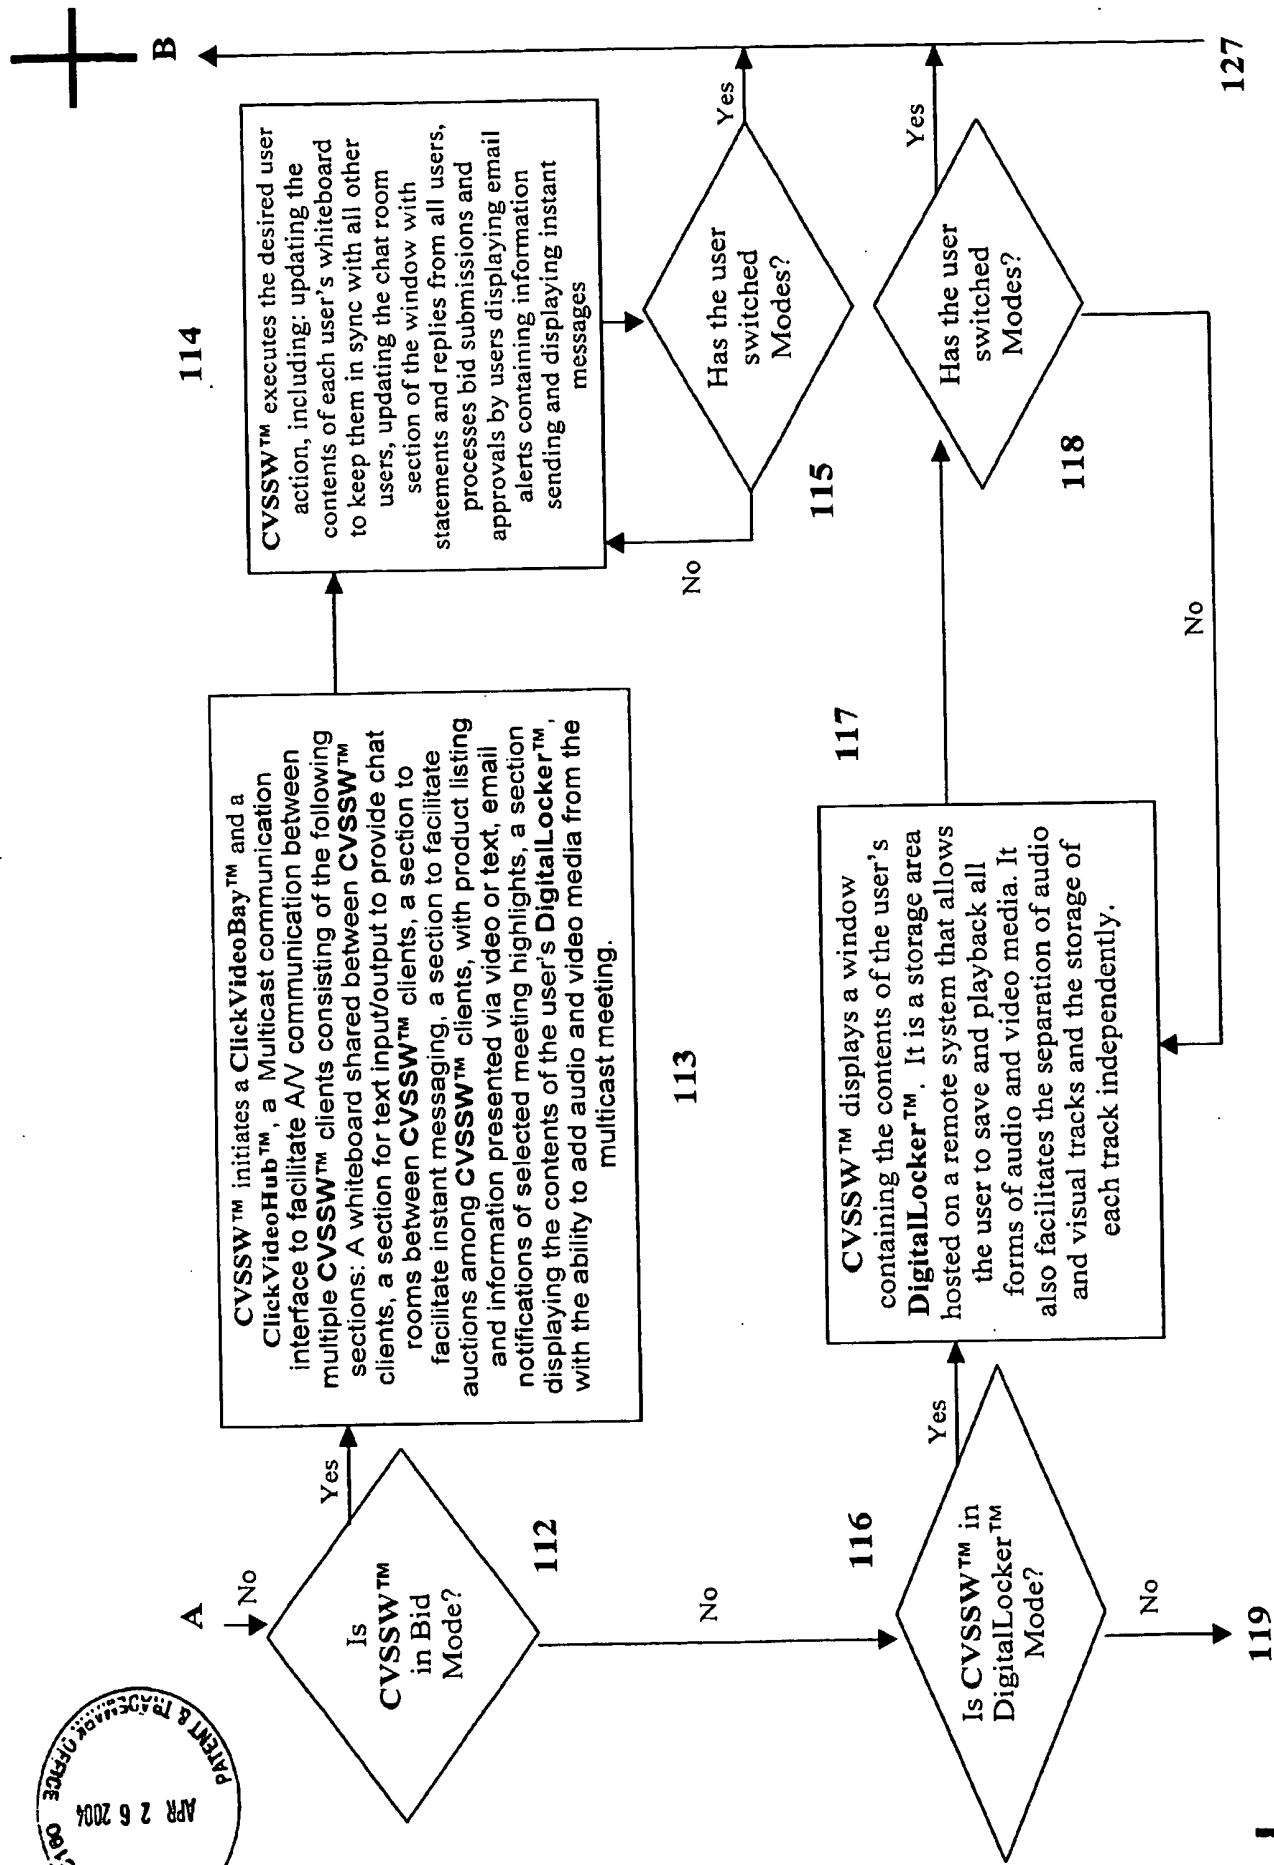 A
No
Is
CVSSW™
in Bid
Mode?
112
Yes
CVSSW™ initiates a ClickVideoBay™ and a
ClickVideoHub™, a Multicast communication
interface to facilitate A/V communication between
multiple CVSSW™ clients consisting of the following
sections: A whiteboard shared between CVSSW™
clients, a section for text input/output to provide chat
rooms between CVSSW™ clients, a section to
facilitate instant messaging, a section to facilitate
auctions among CVSSW™ clients, with product listing
and information presented via video or text, email
notifications of selected meeting highlights, a section
displaying the contents of the user's DigitalLocker™,
with the ability to add audio and video media from the
multicast meeting.
113
114
CVSSW™ executes the desired user
action, including: updating the
contents of each user's whiteboard
to keep them in sync with all other
users, updating the chat room
section of the window with
statements and replies from all users,
processes bid submissions and
approvals by users displaying email
alerts containing information
sending and displaying instant
messages
Has the user
switched
Modes?
115
No
Yes
B
No
116
Is CVSSW™ in
DigitalLocker™
Mode?
Yes
No
119
117
CVSSW™ displays a window
containing the contents of the user's
DigitalLocker™. It is a storage area
hosted on a remote system that allows
the user to save and playback all
forms of audio and video media. It
also facilitates the separation of audio
and visual tracks and the storage of
each track independently.
Has the user
switched
Modes?
118
Yes
No
127
PATENT & TRADEMARK OFFICE
APR 26 2004